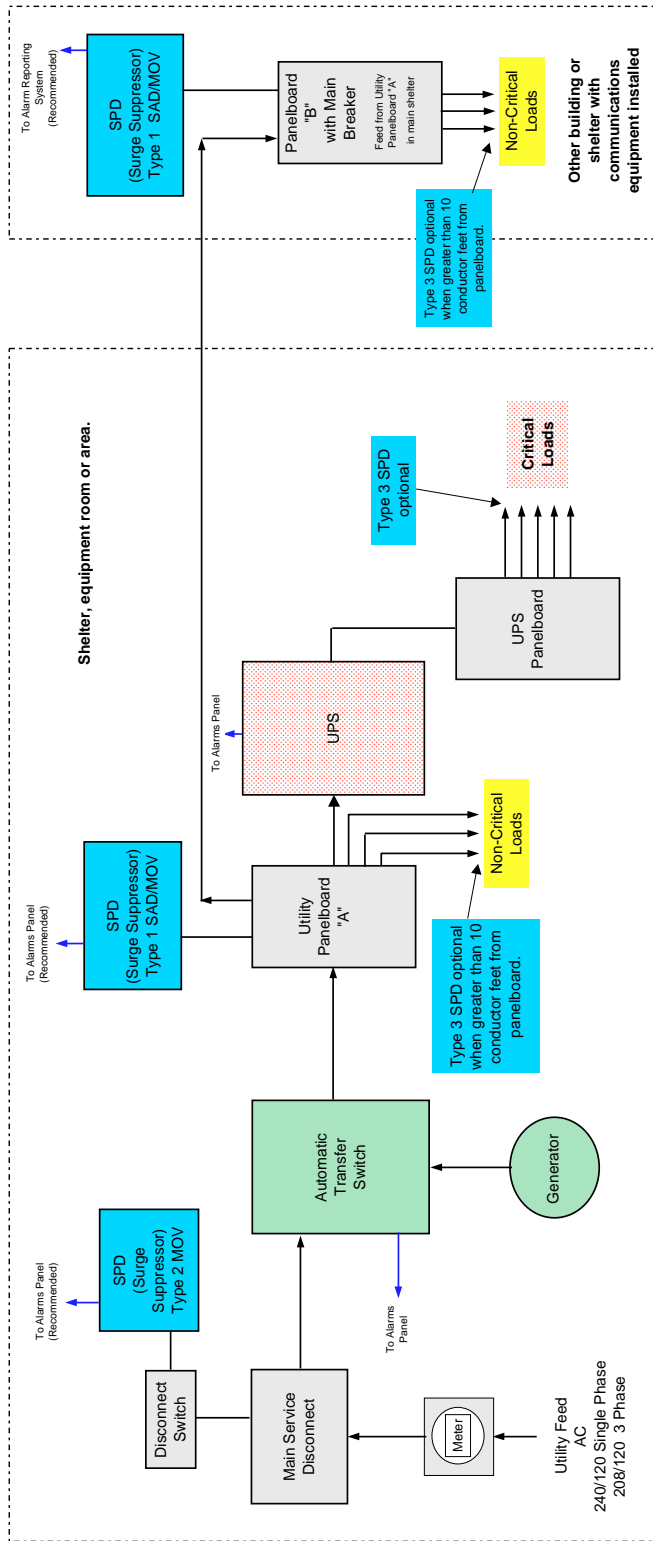 To Alarms Panel
(Recommended)
SPD
(Surge
Suppressor)
Type 2 MOV
Disconnect
Switch
Main Service
Disconnect
Meter
Utility Feed
AC
240/120 Single Phase
208/120 3 Phase
To Alarms
Panel
Automatic
Transfer
Switch
Generator
To Alarms Panel
(Recommended)
SPD
(Surge Suppressor)
Type 1 SAD/MOV
Utility
Panelboard
"A"
Type 3 SPD optional
when greater than 10
conductor feet from
panelboard.
Non-Critical
Loads
Shelter, equipment room or area.
To Alarms Panel
UPS
UPS
Panelboard
Type 3 SPD
optional
Critical
Loads
To Alarm Reporting
System
(Recommended)
SPD
(Surge Suppressor)
Type 1 SAD/MOV
Panelboard
"B"
with Main
Breaker
Feed from Utility
Panelboard "A"
in main shelter
Type 3 SPD optional
when greater than 10
conductor feet from
panelboard.
Non-Critical
Loads
Other building or
shelter with
communications
equipment installed